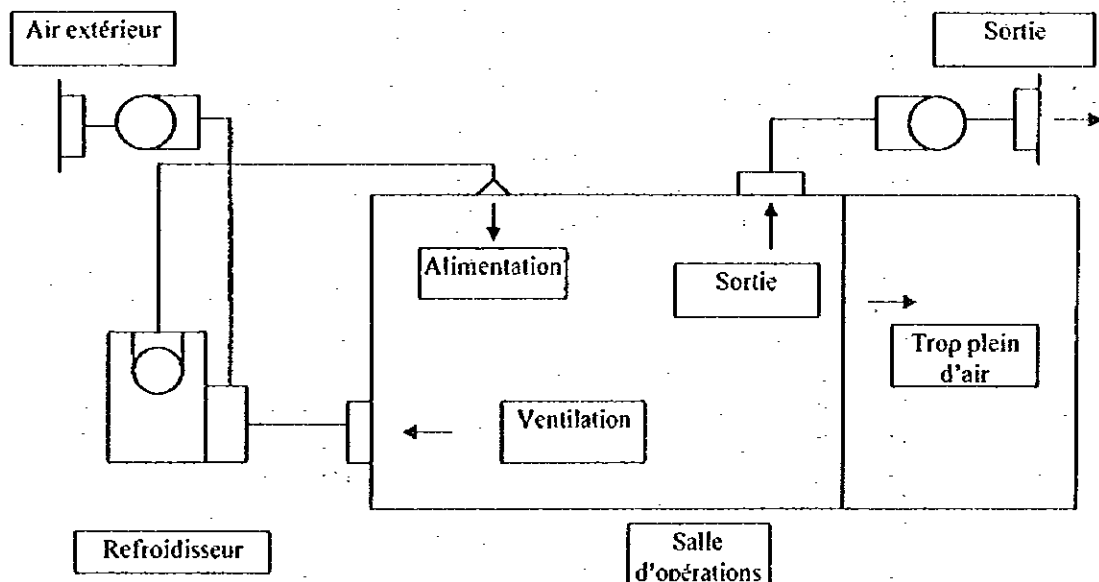 Air extérieur
Sortie
Alimentation
Sortie
Trop plein
d'air
Ventilation
Refroidisseur
Salle
d'opérations